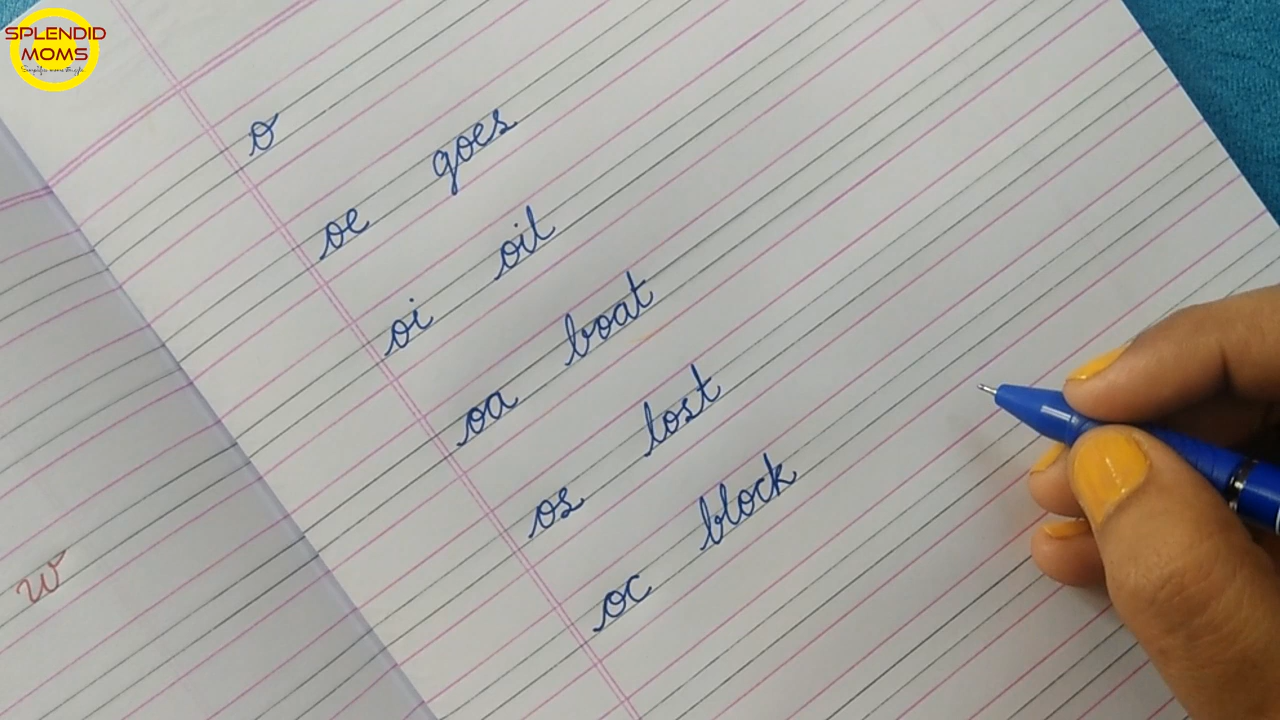 SPLENDID
MOMS
o
oe goes
oi oil
oa boat
os lost
oc block
w